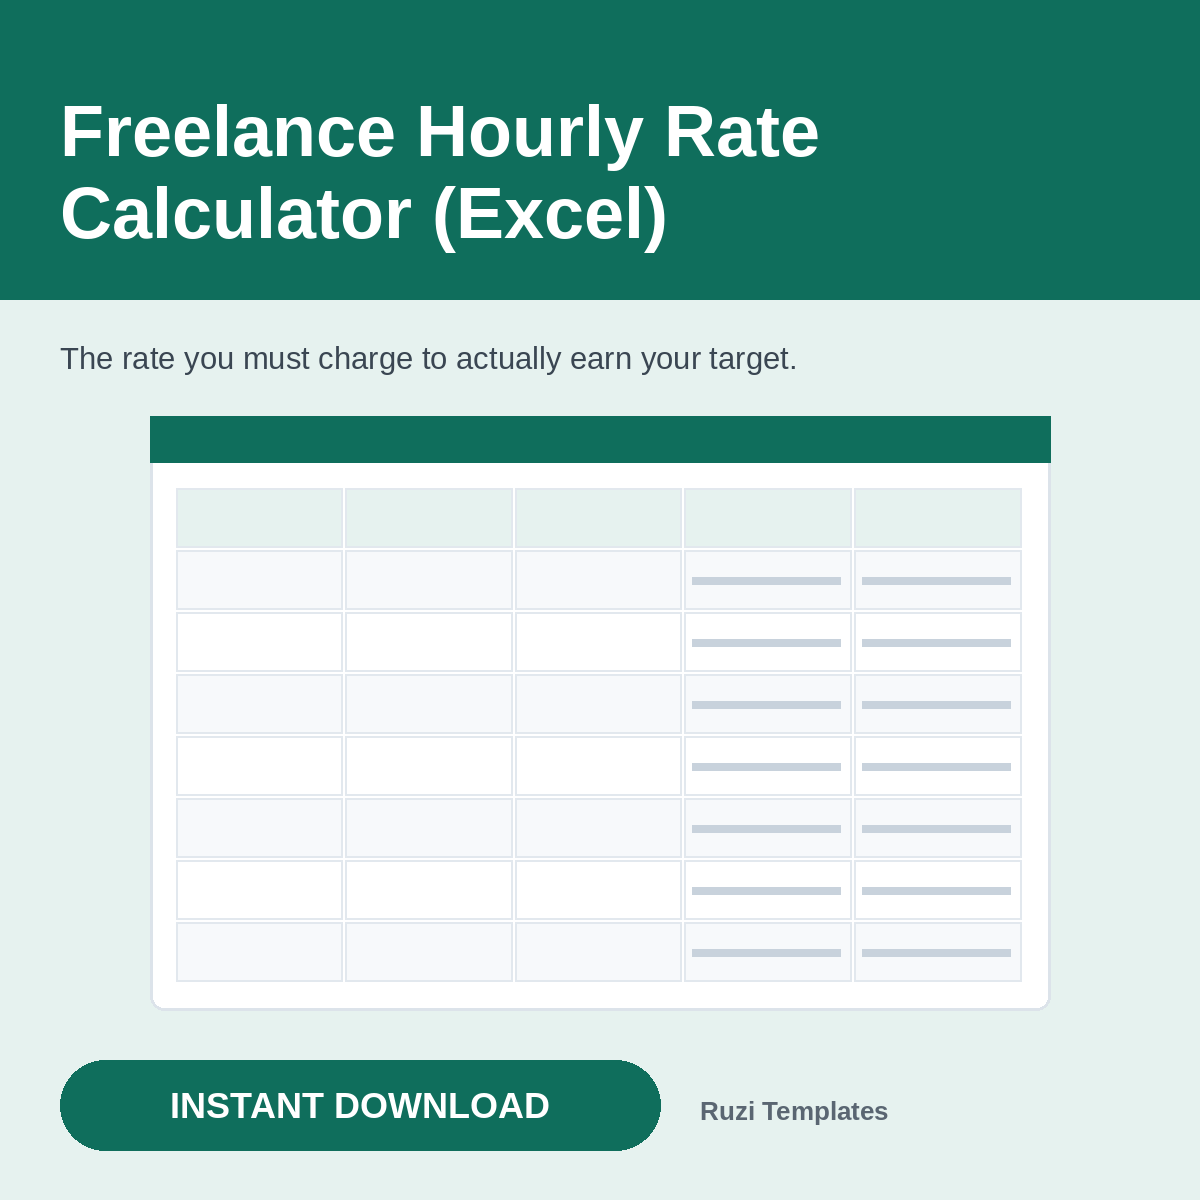 Freelance Hourly Rate
Calculator (Excel)
The rate you must charge to actually earn your target.
INSTANT DOWNLOAD
Ruzi Templates